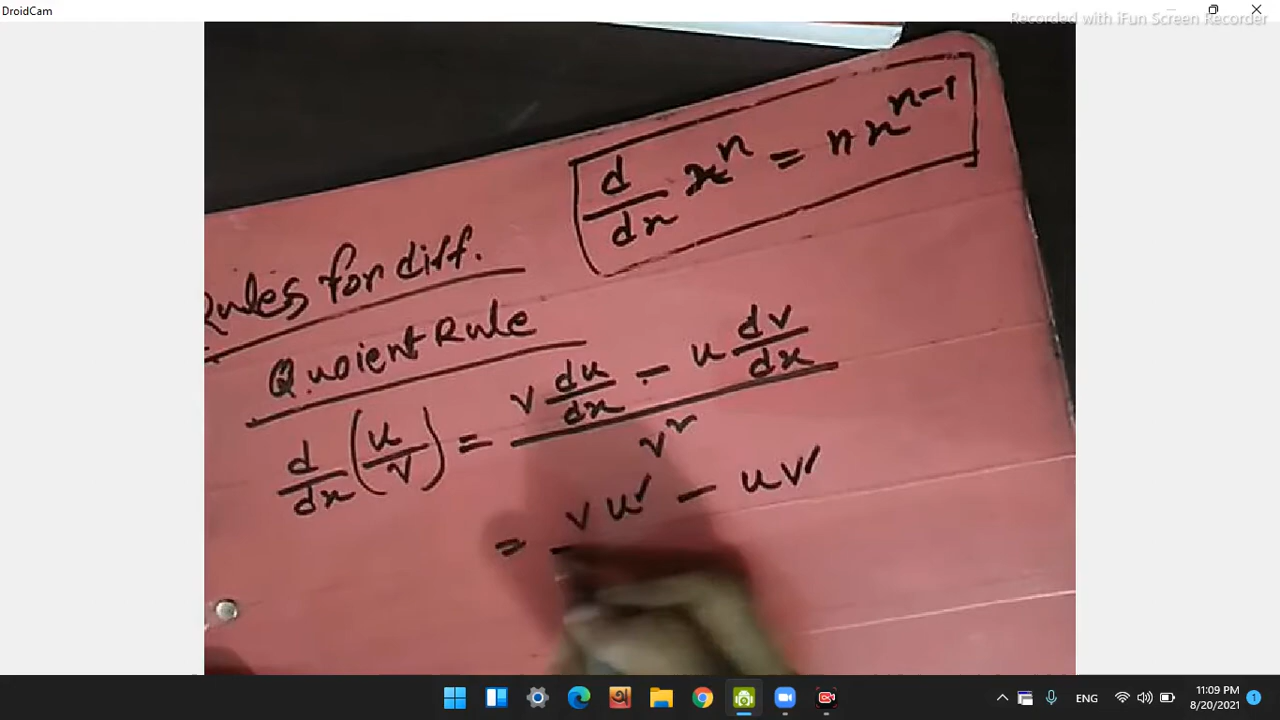 DroidCam
Recorded with iFun Screen Recorder
d/dx x^n = n x^(n-1)
Rules for diff.
Quoient Rule
d/dx (u/v) = (v du/dx - u dv/dx) / v²
= v u' - u v'
ENG
11:09 PM
8/20/2021
1